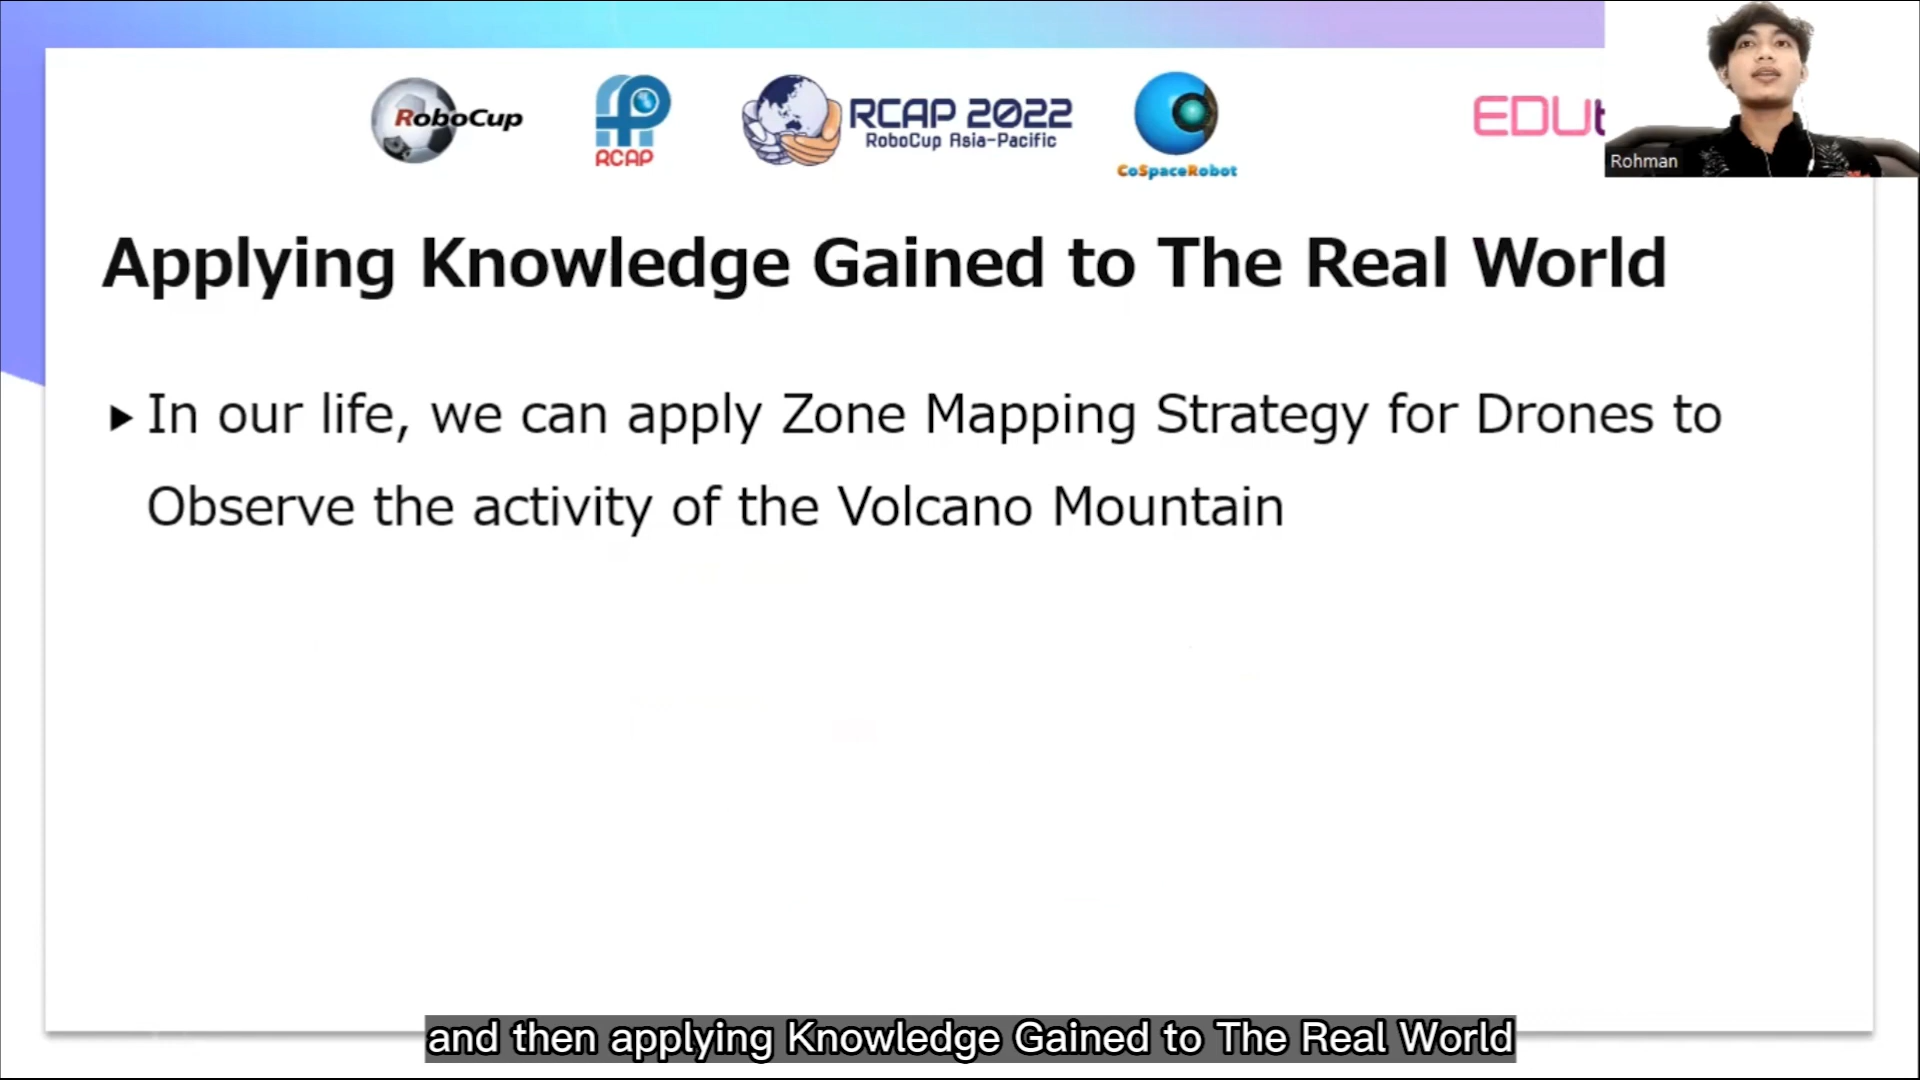 RoboCup
RCAP
RCAP 2022
RoboCup Asia-Pacific
CoSpaceRobot
EDUt
Rohman
Applying Knowledge Gained to The Real World
In our life, we can apply Zone Mapping Strategy for Drones to
Observe the activity of the Volcano Mountain
and then applying Knowledge Gained to The Real World